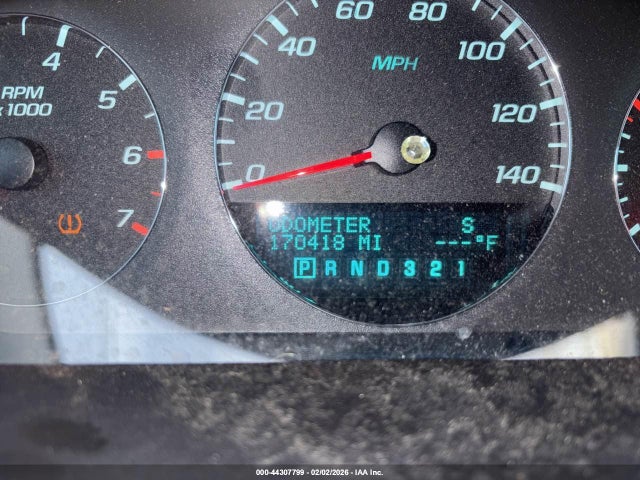 60 80
4 40 100
MPH
RPM
x 1000
5 20 120
6
0 140
7
ODOMETER S
170418 MI ---°F
P R N D 3 2 1
000-44307799 - 02/02/2026 - IAA Inc.